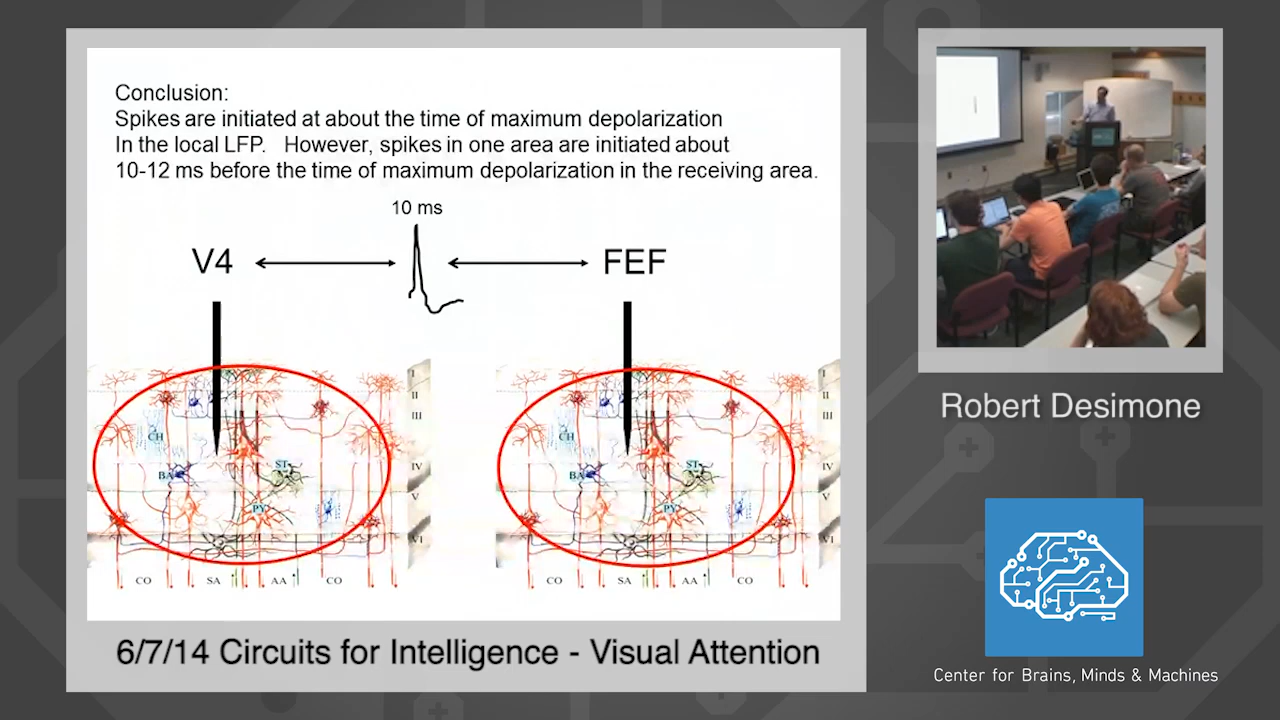 Conclusion:
Spikes are initiated at about the time of maximum depolarization
In the local LFP. However, spikes in one area are initiated about
10-12 ms before the time of maximum depolarization in the receiving area.
10 ms
V4
FEF
I
II
III
CH
IV
ST
BA
V
PY
VI
CO SA AA CO
I
II
III
CH
IV
ST
BA
V
PY
VI
CO SA AA CO
6/7/14 Circuits for Intelligence - Visual Attention
Robert Desimone
Center for Brains, Minds & Machines